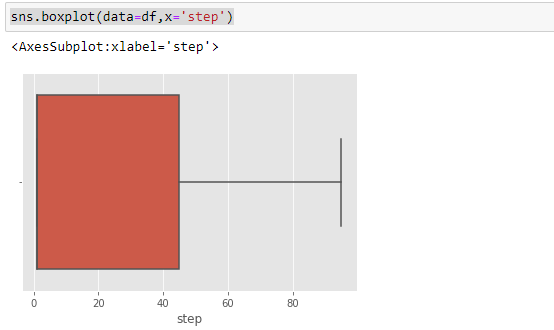 sns.boxplot(data=df,x='step')
<AxesSubplot:xlabel='step'>
0 20 40 60 80
step